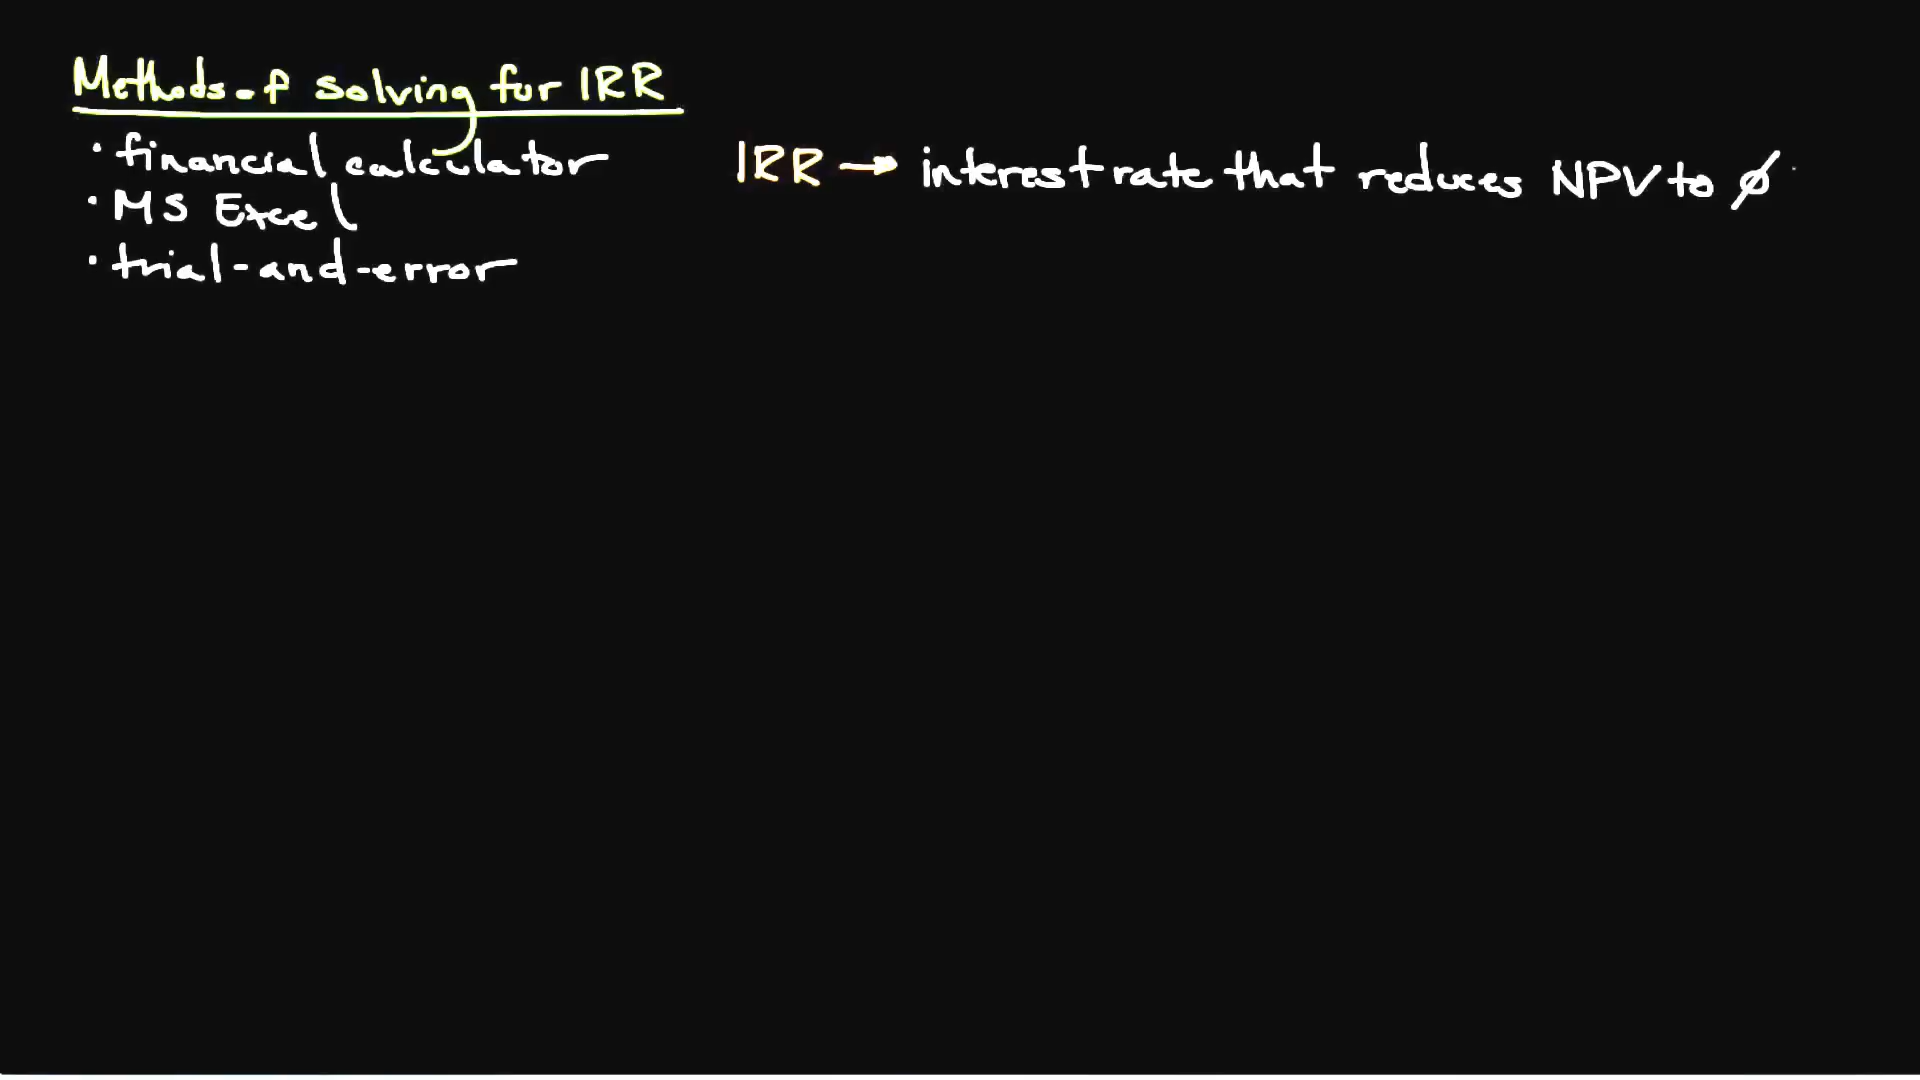 Methods of solving for IRR
· financial calculator
· MS Excel
· trial-and-error
IRR → interest rate that reduces NPV to ∅